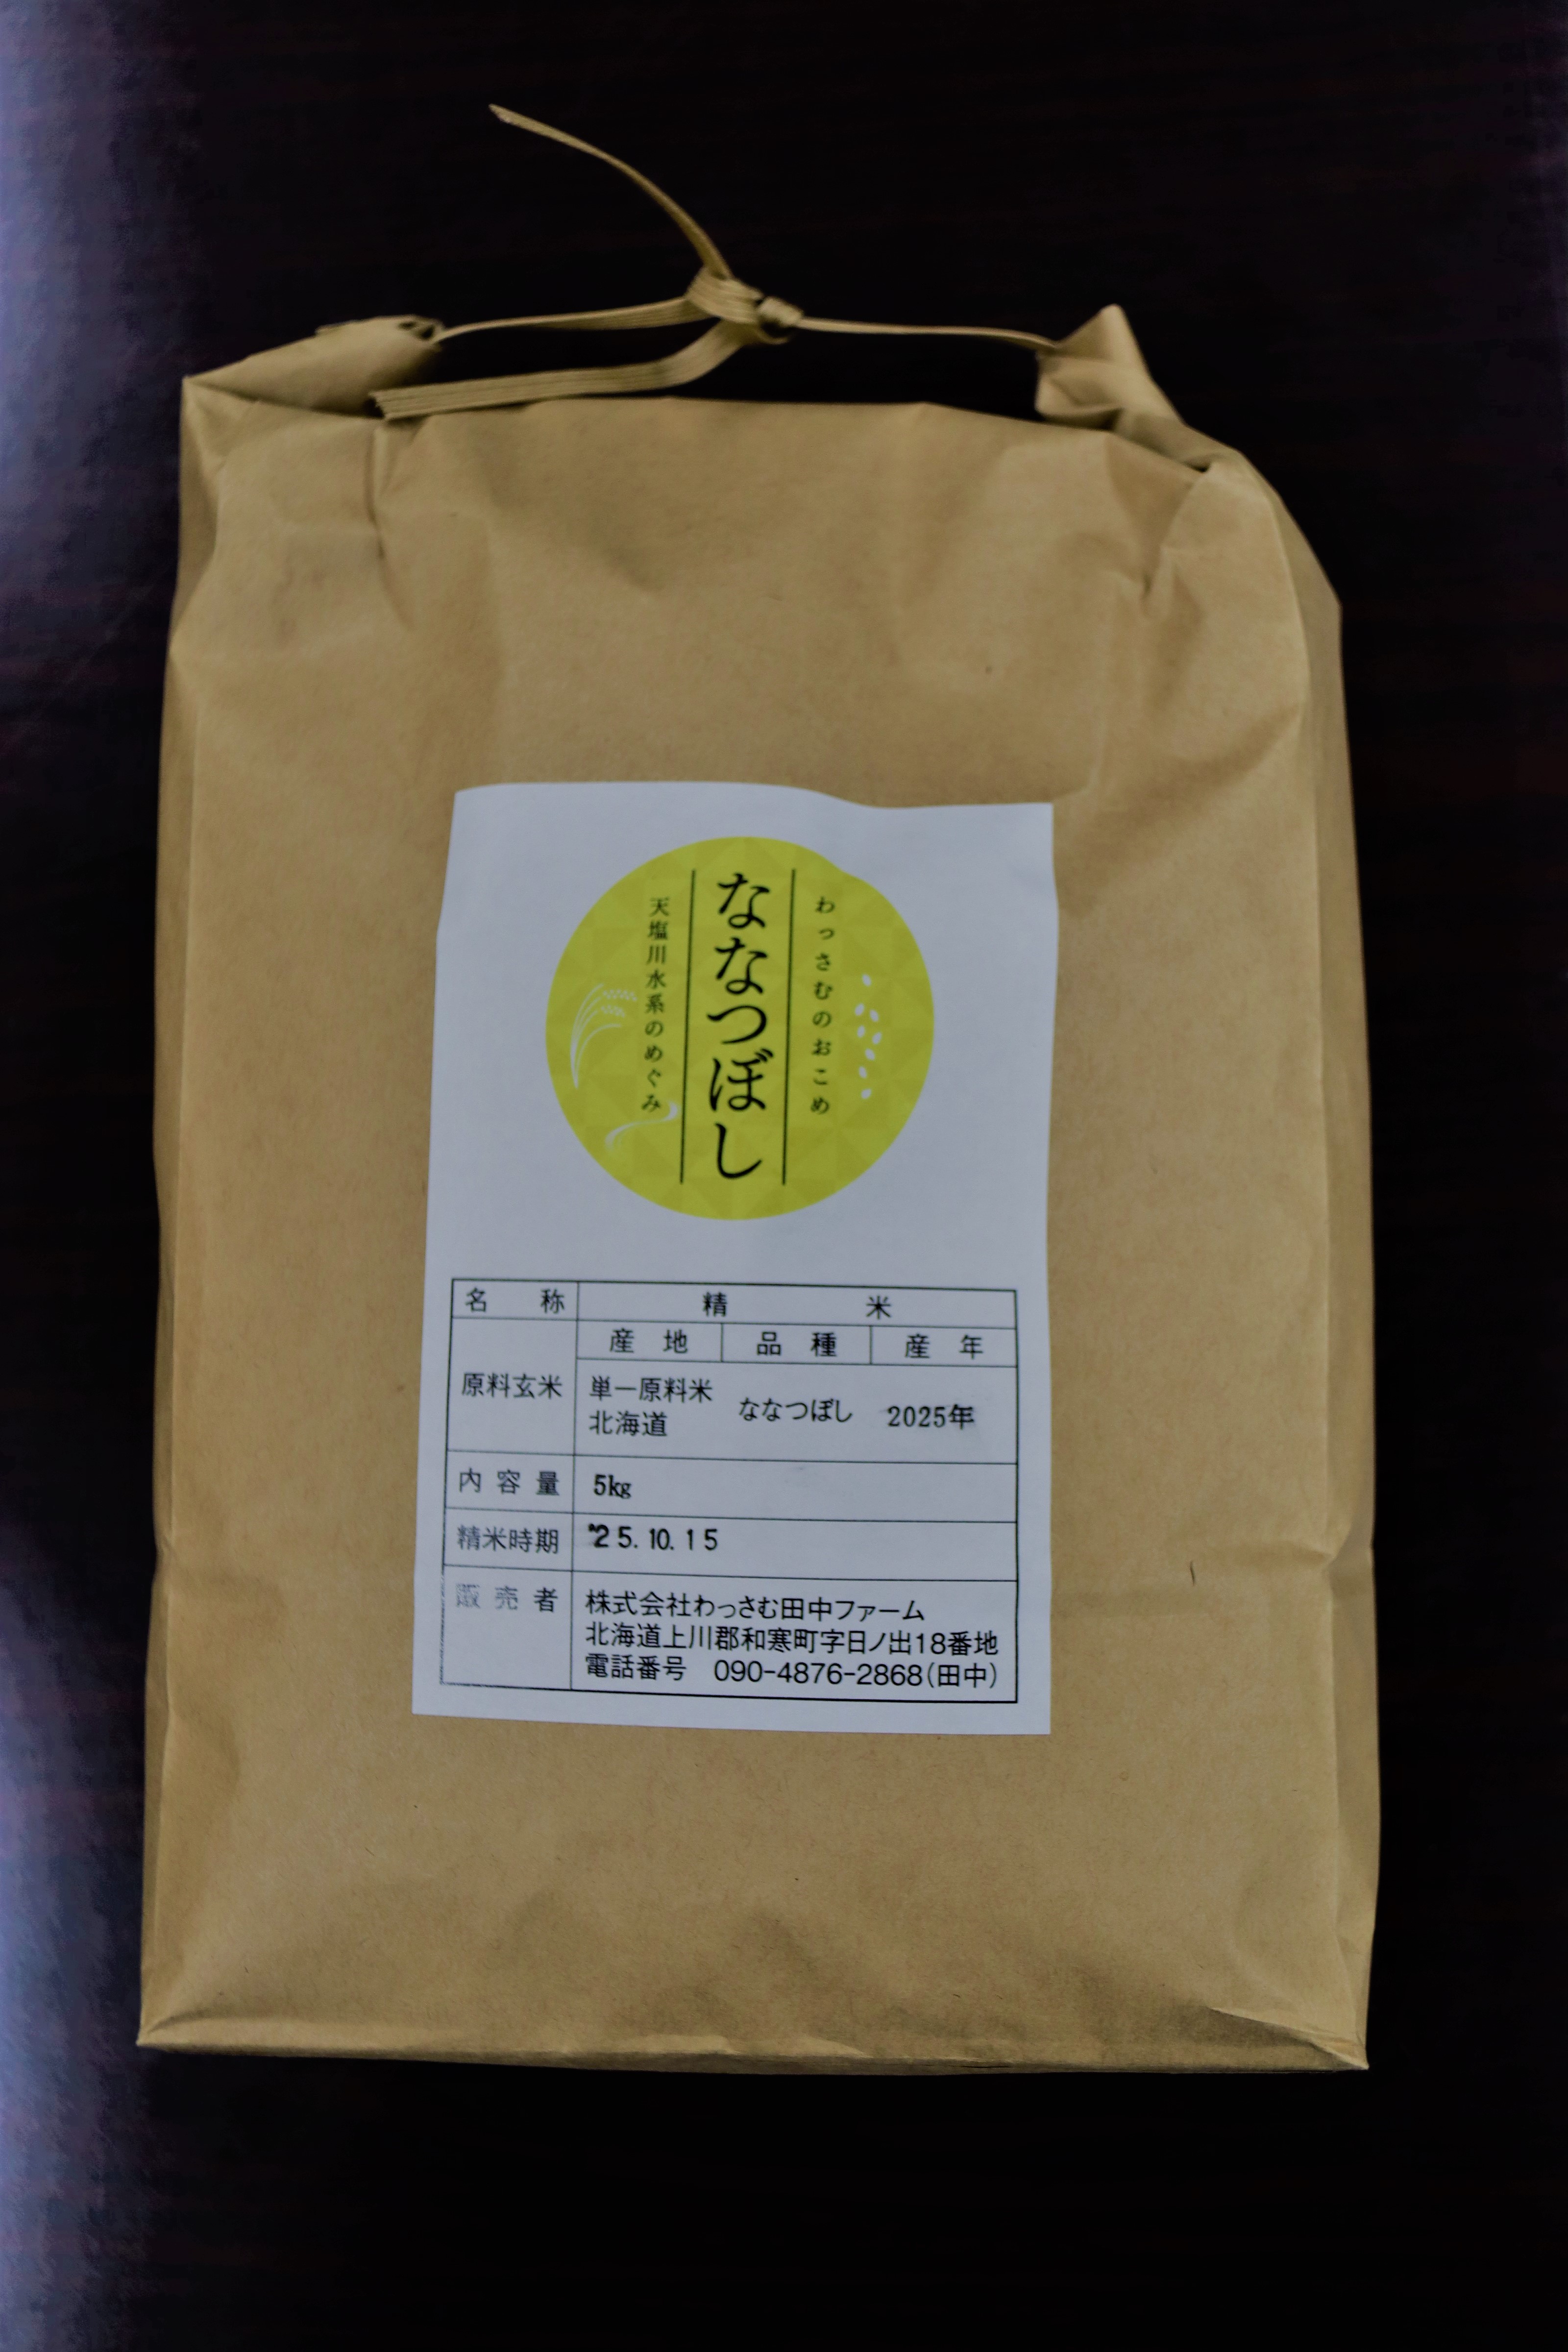 わっさむのおこめ
ななつぼし
天塩川水系のめぐみ
名称 精米
産地 品種 産年
原料玄米 単一原料米 北海道 ななつぼし 2025年
内容量 5kg
精米時期 '25.10.15
販売者 株式会社わっさむ田中ファーム
北海道上川郡和寒町字日ノ出18番地
電話番号 090-4876-2868(田中)